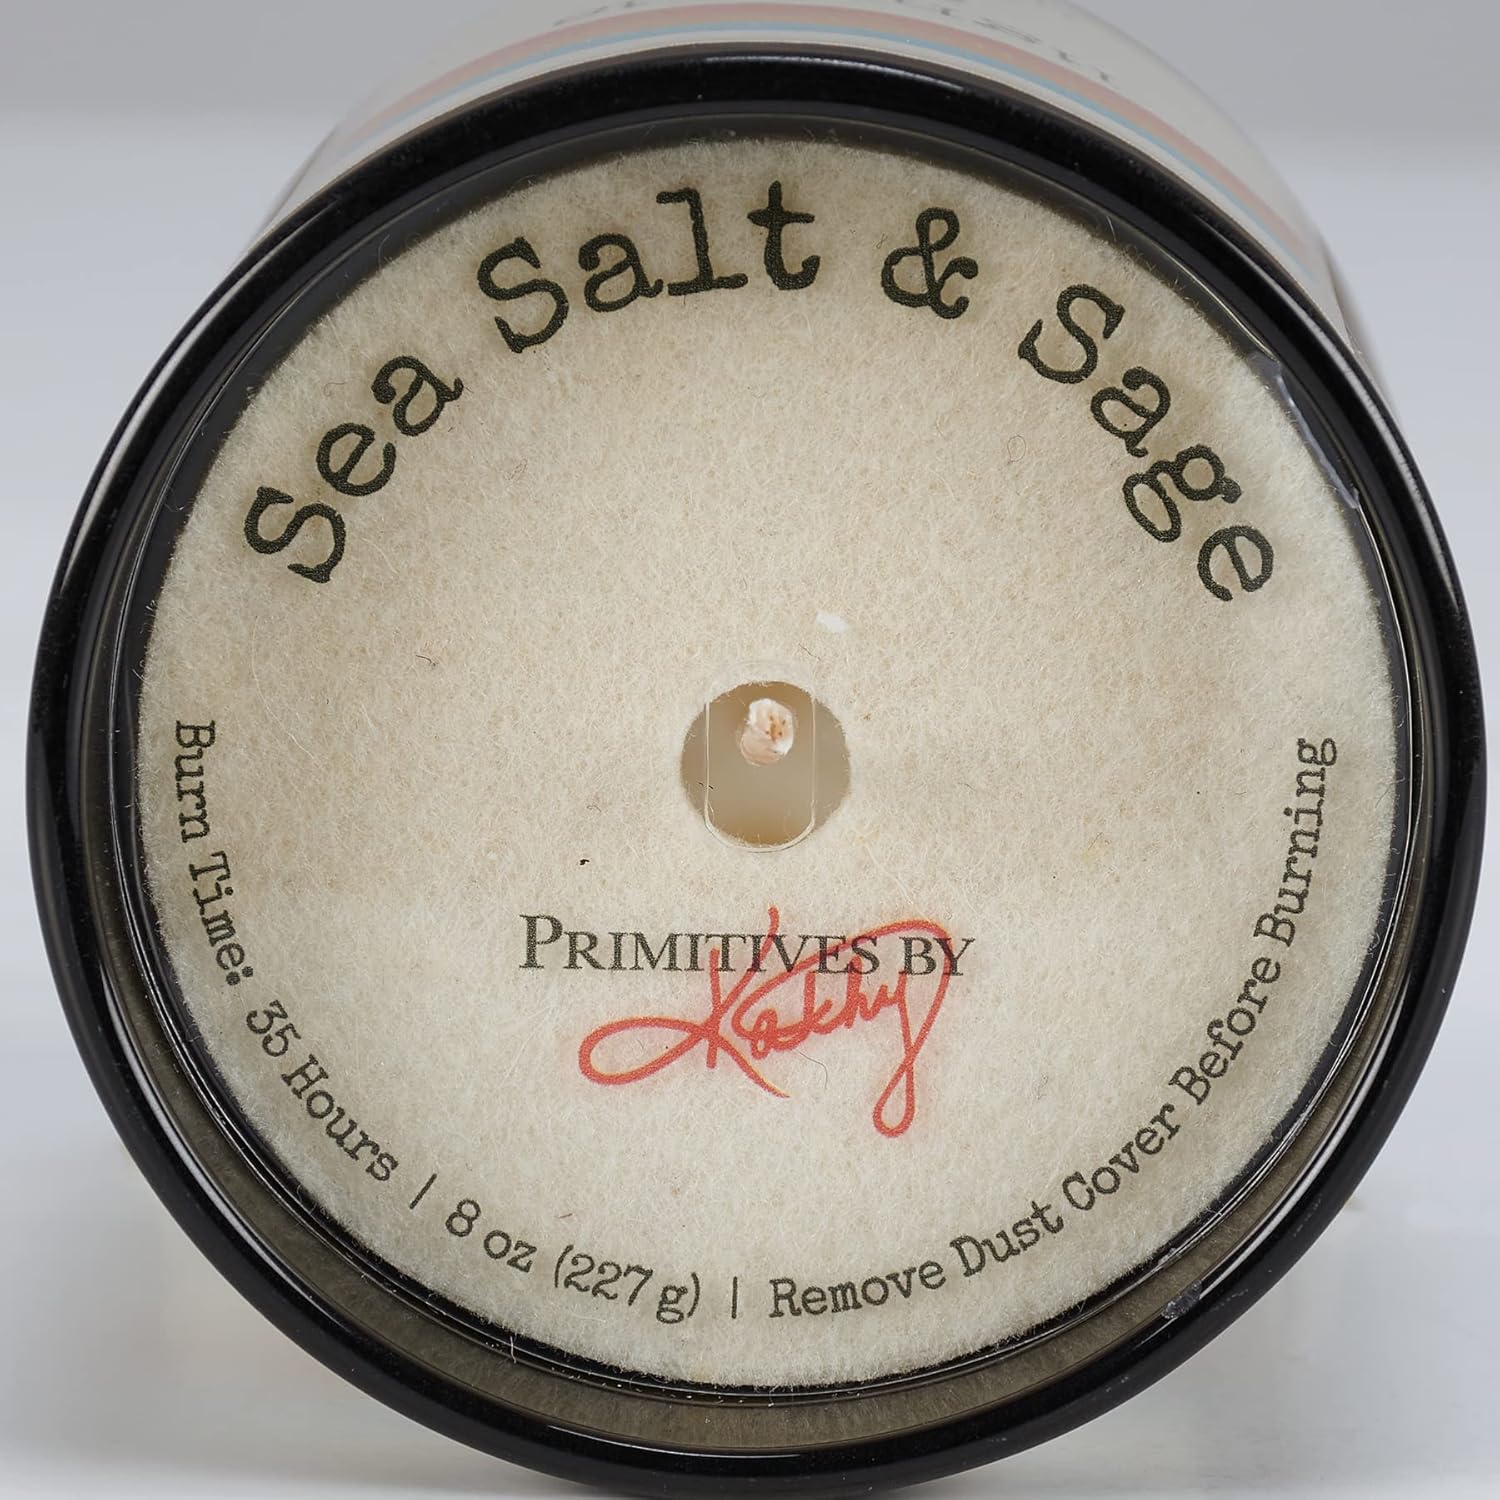 Sea Salt & Sage
PRIMITIVES BY
Kathy
Burn Time: 35 Hours | 8 oz (227 g) | Remove Dust Cover Before Burning